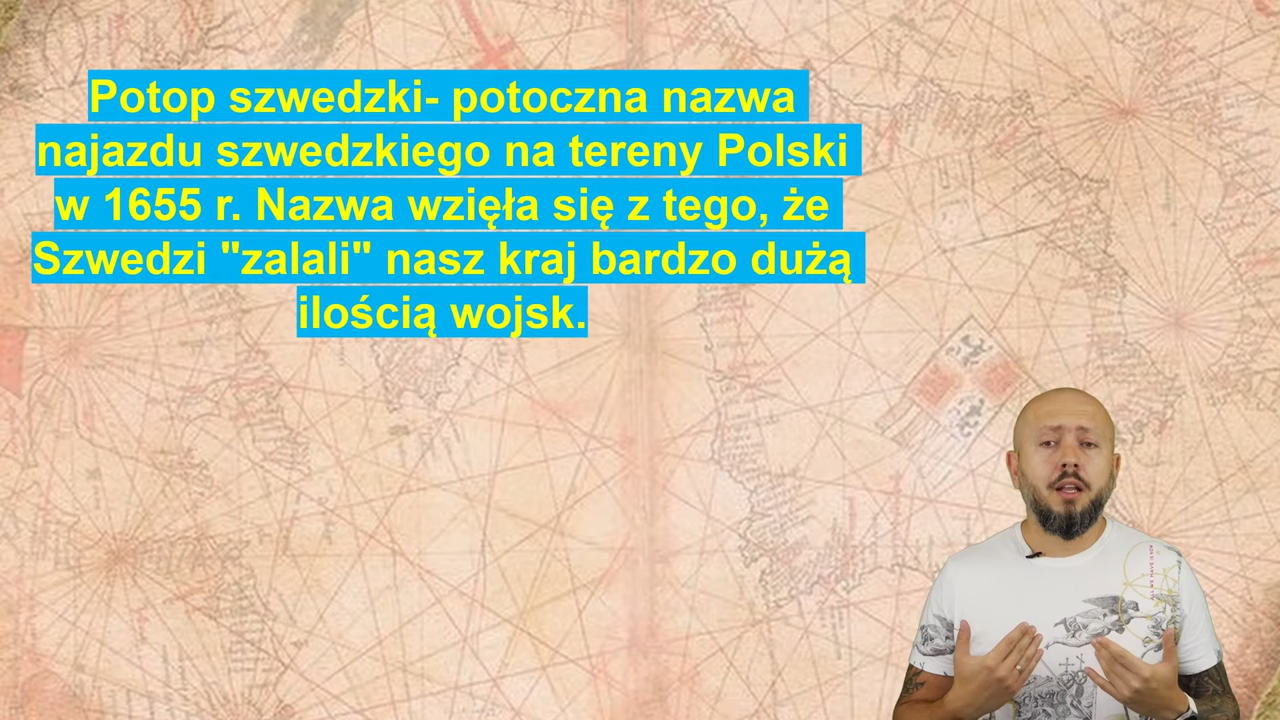 Potop szwedzki- potoczna nazwa
najazdu szwedzkiego na tereny Polski
w 1655 r. Nazwa wzięła się z tego, że
Szwedzi "zalali" nasz kraj bardzo dużą
ilością wojsk.